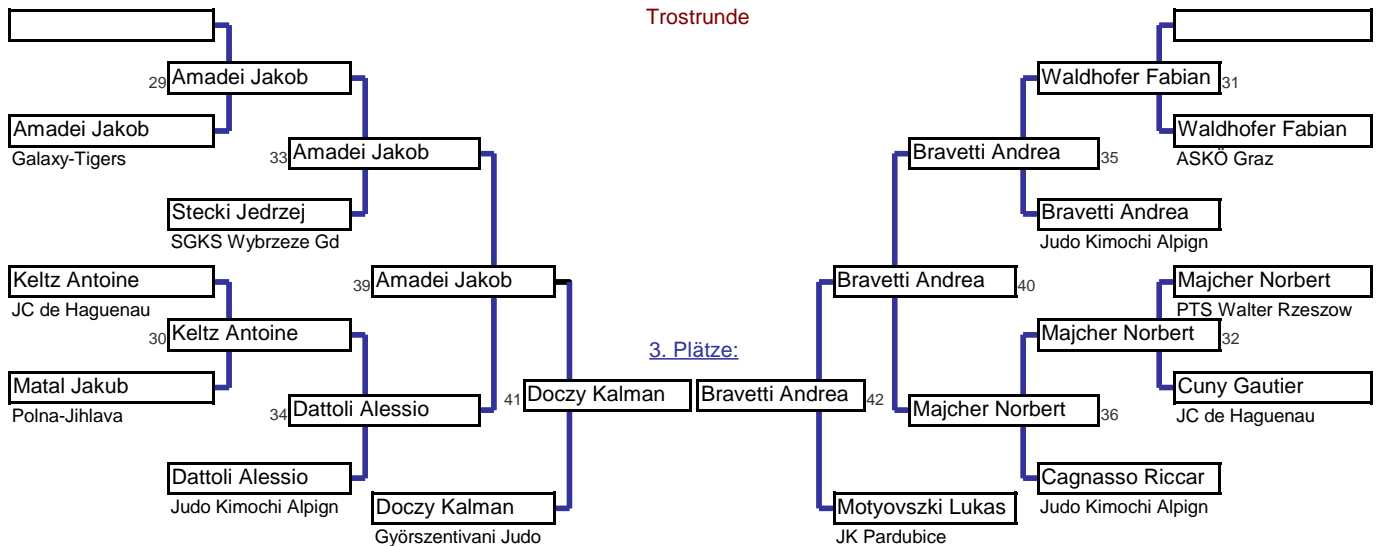 Trostrunde
29
Amadei Jakob
Waldhofer Fabian
31
Amadei Jakob
Galaxy-Tigers
Waldhofer Fabian
ASKÖ Graz
33
Amadei Jakob
Bravetti Andrea
35
Stecki Jedrzej
SGKS Wybrzeze Gd
Bravetti Andrea
Judo Kimochi Alpign
Keltz Antoine
JC de Haguenau
39
Amadei Jakob
Bravetti Andrea
40
Majcher Norbert
PTS Walter Rzeszow
30
Keltz Antoine
3. Plätze:
Majcher Norbert
32
Matal Jakub
Polna-Jihlava
34
Dattoli Alessio
41
Doczy Kalman
Bravetti Andrea
42
Majcher Norbert
36
Cuny Gautier
JC de Haguenau
Dattoli Alessio
Judo Kimochi Alpign
Doczy Kalman
Györszentivani Judo
Motyovszki Lukas
JK Pardubice
Cagnasso Riccar
Judo Kimochi Alpign